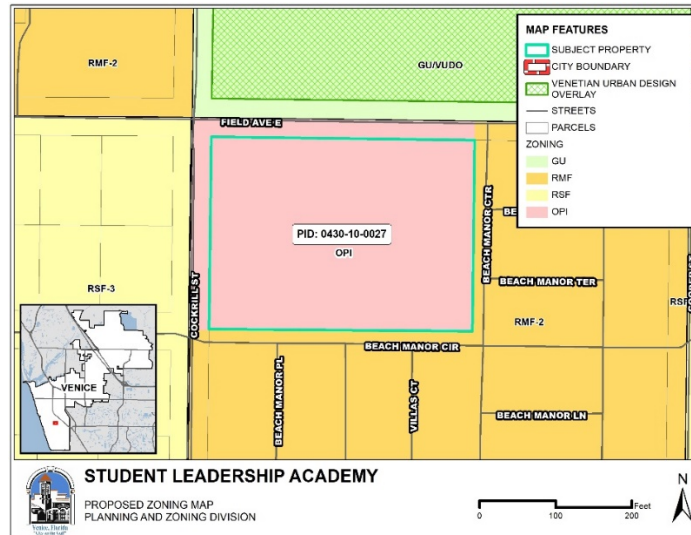 RMF-2
GU/VUDO
MAP FEATURES
SUBJECT PROPERTY
CITY BOUNDARY
VENETIAN URBAN DESIGN
OVERLAY
STREETS
PARCELS
ZONING
GU
RMF
RSF
OPI
FIELD AVE E
PID: 0430-10-0027
OPI
BEACH MANOR CTR
BEACH MANOR TER
RSF-3
COCKRILL ST
RMF-2
BEACH MANOR CIR
VENICE
BEACH MANOR PL
VILLAS CT
BEACH MANOR LN
STUDENT LEADERSHIP ACADEMY
PROPOSED ZONING MAP
PLANNING AND ZONING DIVISION
Venice, Florida
Feet
0 100 200
N